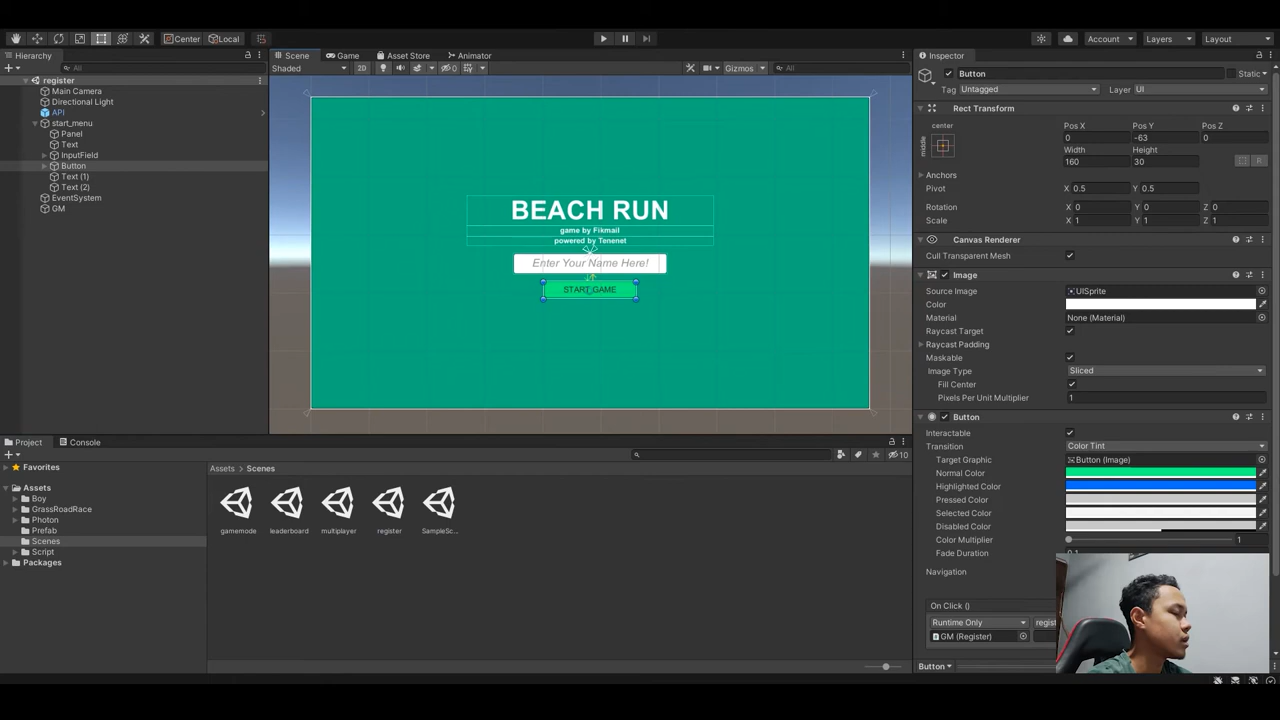 Center
Local
Account
Layers
Layout
Hierarchy
All
register
Main Camera
Directional Light
API
start_menu
Panel
Text
InputField
Button
Text (1)
Text (2)
EventSystem
GM
Scene
Game
Asset Store
Animator
Shaded
2D
0
Gizmos
All
BEACH RUN
game by Fikmail
powered by Tenenet
Enter Your Name Here!
START GAME
Project
Console
10
Favorites
Assets
Boy
GrassRoadRace
Photon
Prefab
Scenes
Script
Packages
Assets
Scenes
gamemode
leaderboard
multiplayer
register
SampleSc...
Inspector
Button
Static
Tag Untagged
Layer UI
Rect Transform
center
middle
Pos X Pos Y Pos Z
0 -63 0
Width Height
160 30
R
Anchors
Pivot X 0.5 Y 0.5
Rotation X 0 Y 0 Z 0
Scale X 1 Y 1 Z 1
Canvas Renderer
Cull Transparent Mesh
Image
Source Image UISprite
Color
Material None (Material)
Raycast Target
Raycast Padding
Maskable
Image Type Sliced
Fill Center
Pixels Per Unit Multiplier 1
Button
Interactable
Transition Color Tint
Target Graphic Button (Image)
Normal Color
Highlighted Color
Pressed Color
Selected Color
Disabled Color
Color Multiplier 1
Fade Duration
Navigation
On Click ()
Runtime Only
GM (Register)
Button